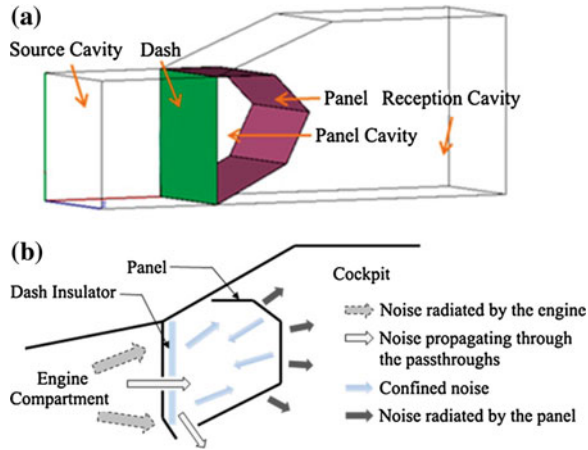 (a)
Source Cavity
Dash
Panel
Reception Cavity
Panel Cavity
(b)
Panel
Dash Insulator
Engine
Compartment
Cockpit
Noise radiated by the engine
Noise propagating through
the passthroughs
Confined noise
Noise radiated by the panel